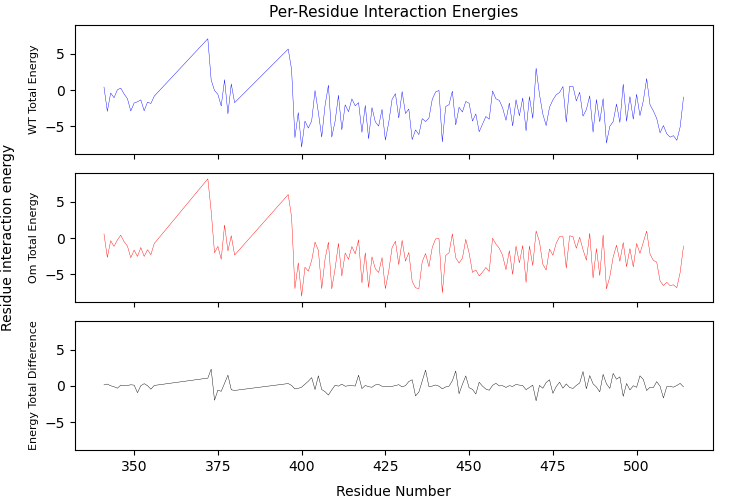 Per-Residue Interaction Energies
Residue interaction energy
WT Total Energy
5
0
−5
Om Total Energy
5
0
−5
Energy Total Difference
5
0
−5
350 375 400 425 450 475 500
Residue Number